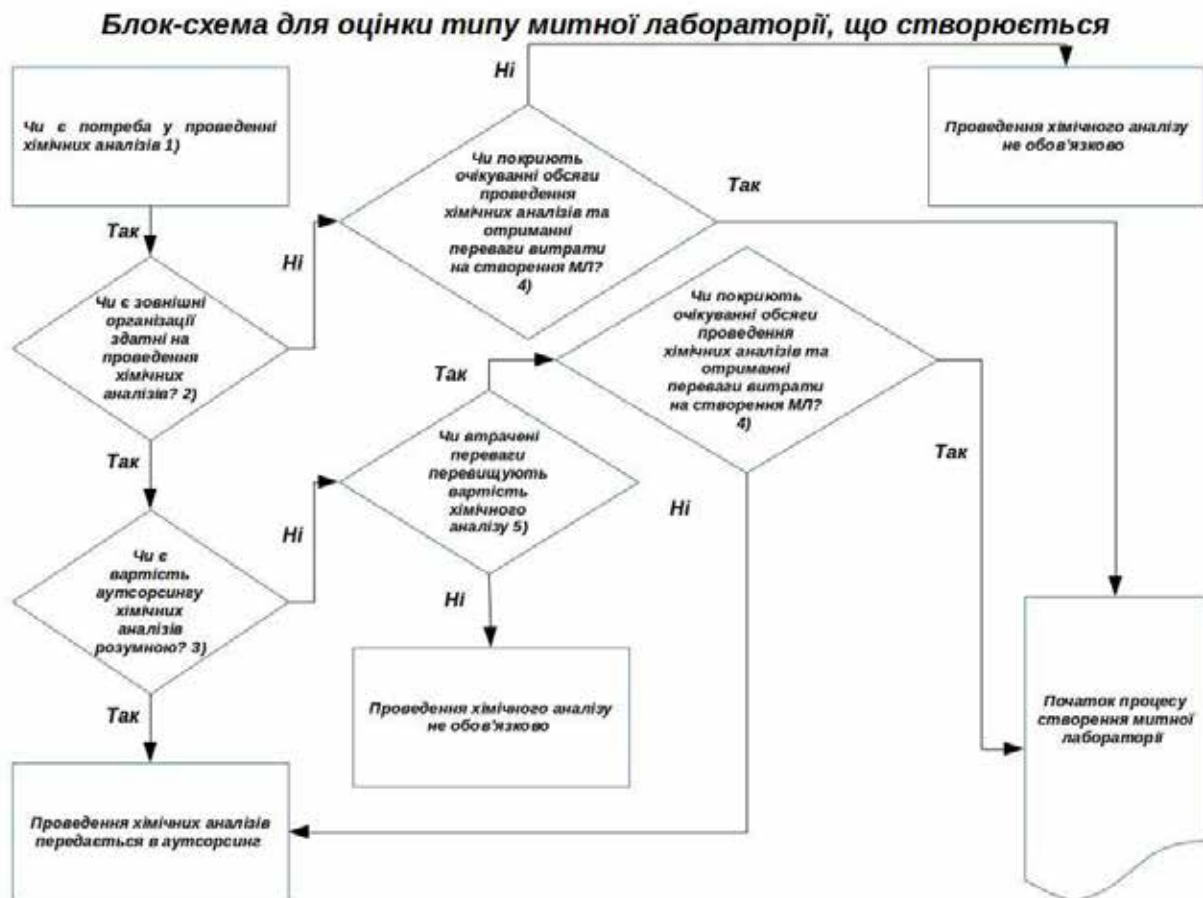 Блок-схема для оцінки типу митної лабораторії, що створюється
Ні
Чи є потреба у проведенні
хімічних аналізів 1)
Проведення хімічного аналізу
не обов'язково
Чи покриють
очікуванні обсяги
проведення
хімічних аналізів та
отриманні
переваги витрати
на створення МЛ?
4)
Так
Так
Ні
Чи є зовнішні
організації
здатні на
проведення
хімічних
аналізів? 2)
Чи покриють
очікуванні обсяги
проведення
хімічних аналізів та
отриманні
переваги витрати
на створення МЛ?
4)
Так
Чи втрачені
переваги
перевищують
вартість
хімічного
аналізу 5)
Так
Так
Ні
Ні
Чи є
вартість
аутсорсингу
хімічних
аналізів
розумною? 3)
Ні
Проведення хімічного аналізу
не обов'язково
Так
Початок процесу
створення митної
лабораторії
Проведення хімічних аналізів
передається в аутсорсинг